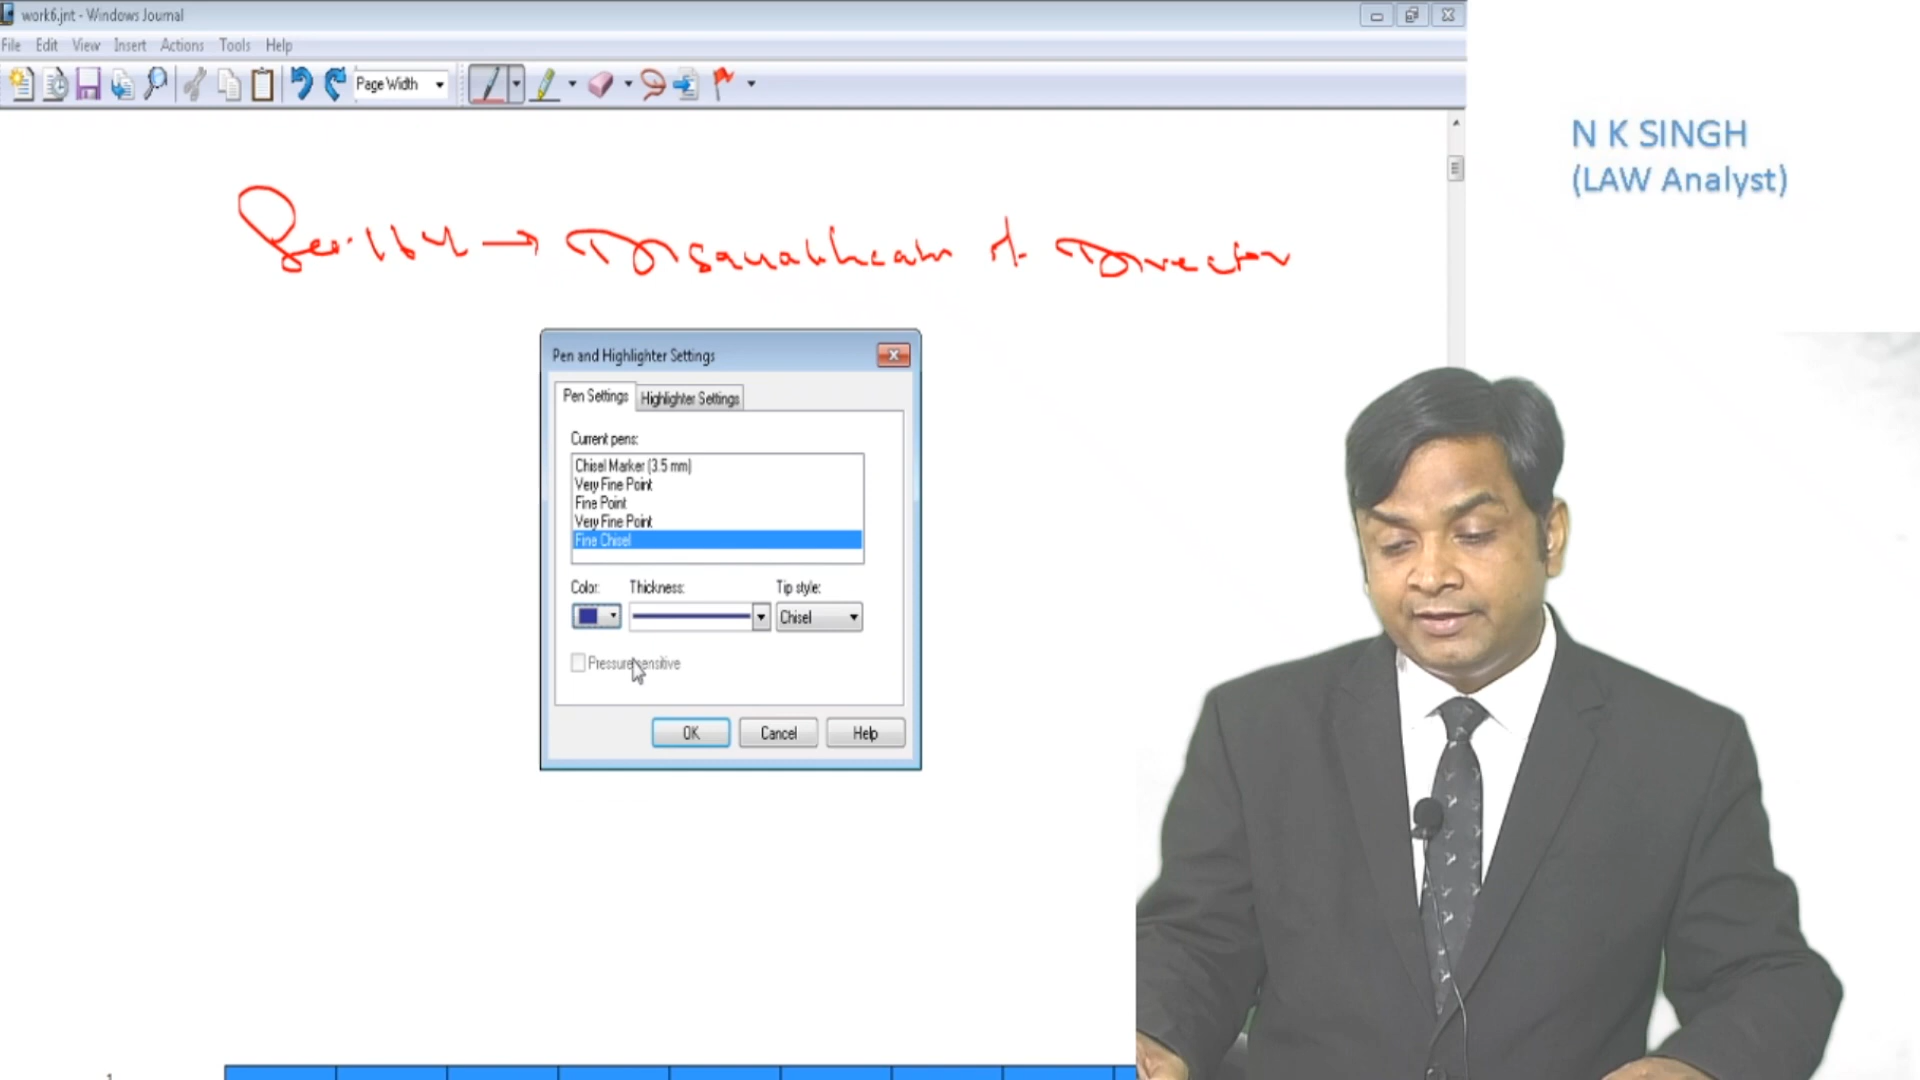 work6.jnt - Windows Journal
File Edit View Insert Actions Tools Help
Page Width
N K SINGH
(LAW Analyst)
Sec.164 → Disqualification of Director
Pen and Highlighter Settings
Pen Settings Highlighter Settings
Current pens:
Chisel Marker (3.5 mm)
Very Fine Point
Fine Point
Very Fine Point
Fine Chisel
Color: Thickness: Tip style:
Chisel
Pressure sensitive
OK Cancel Help
1